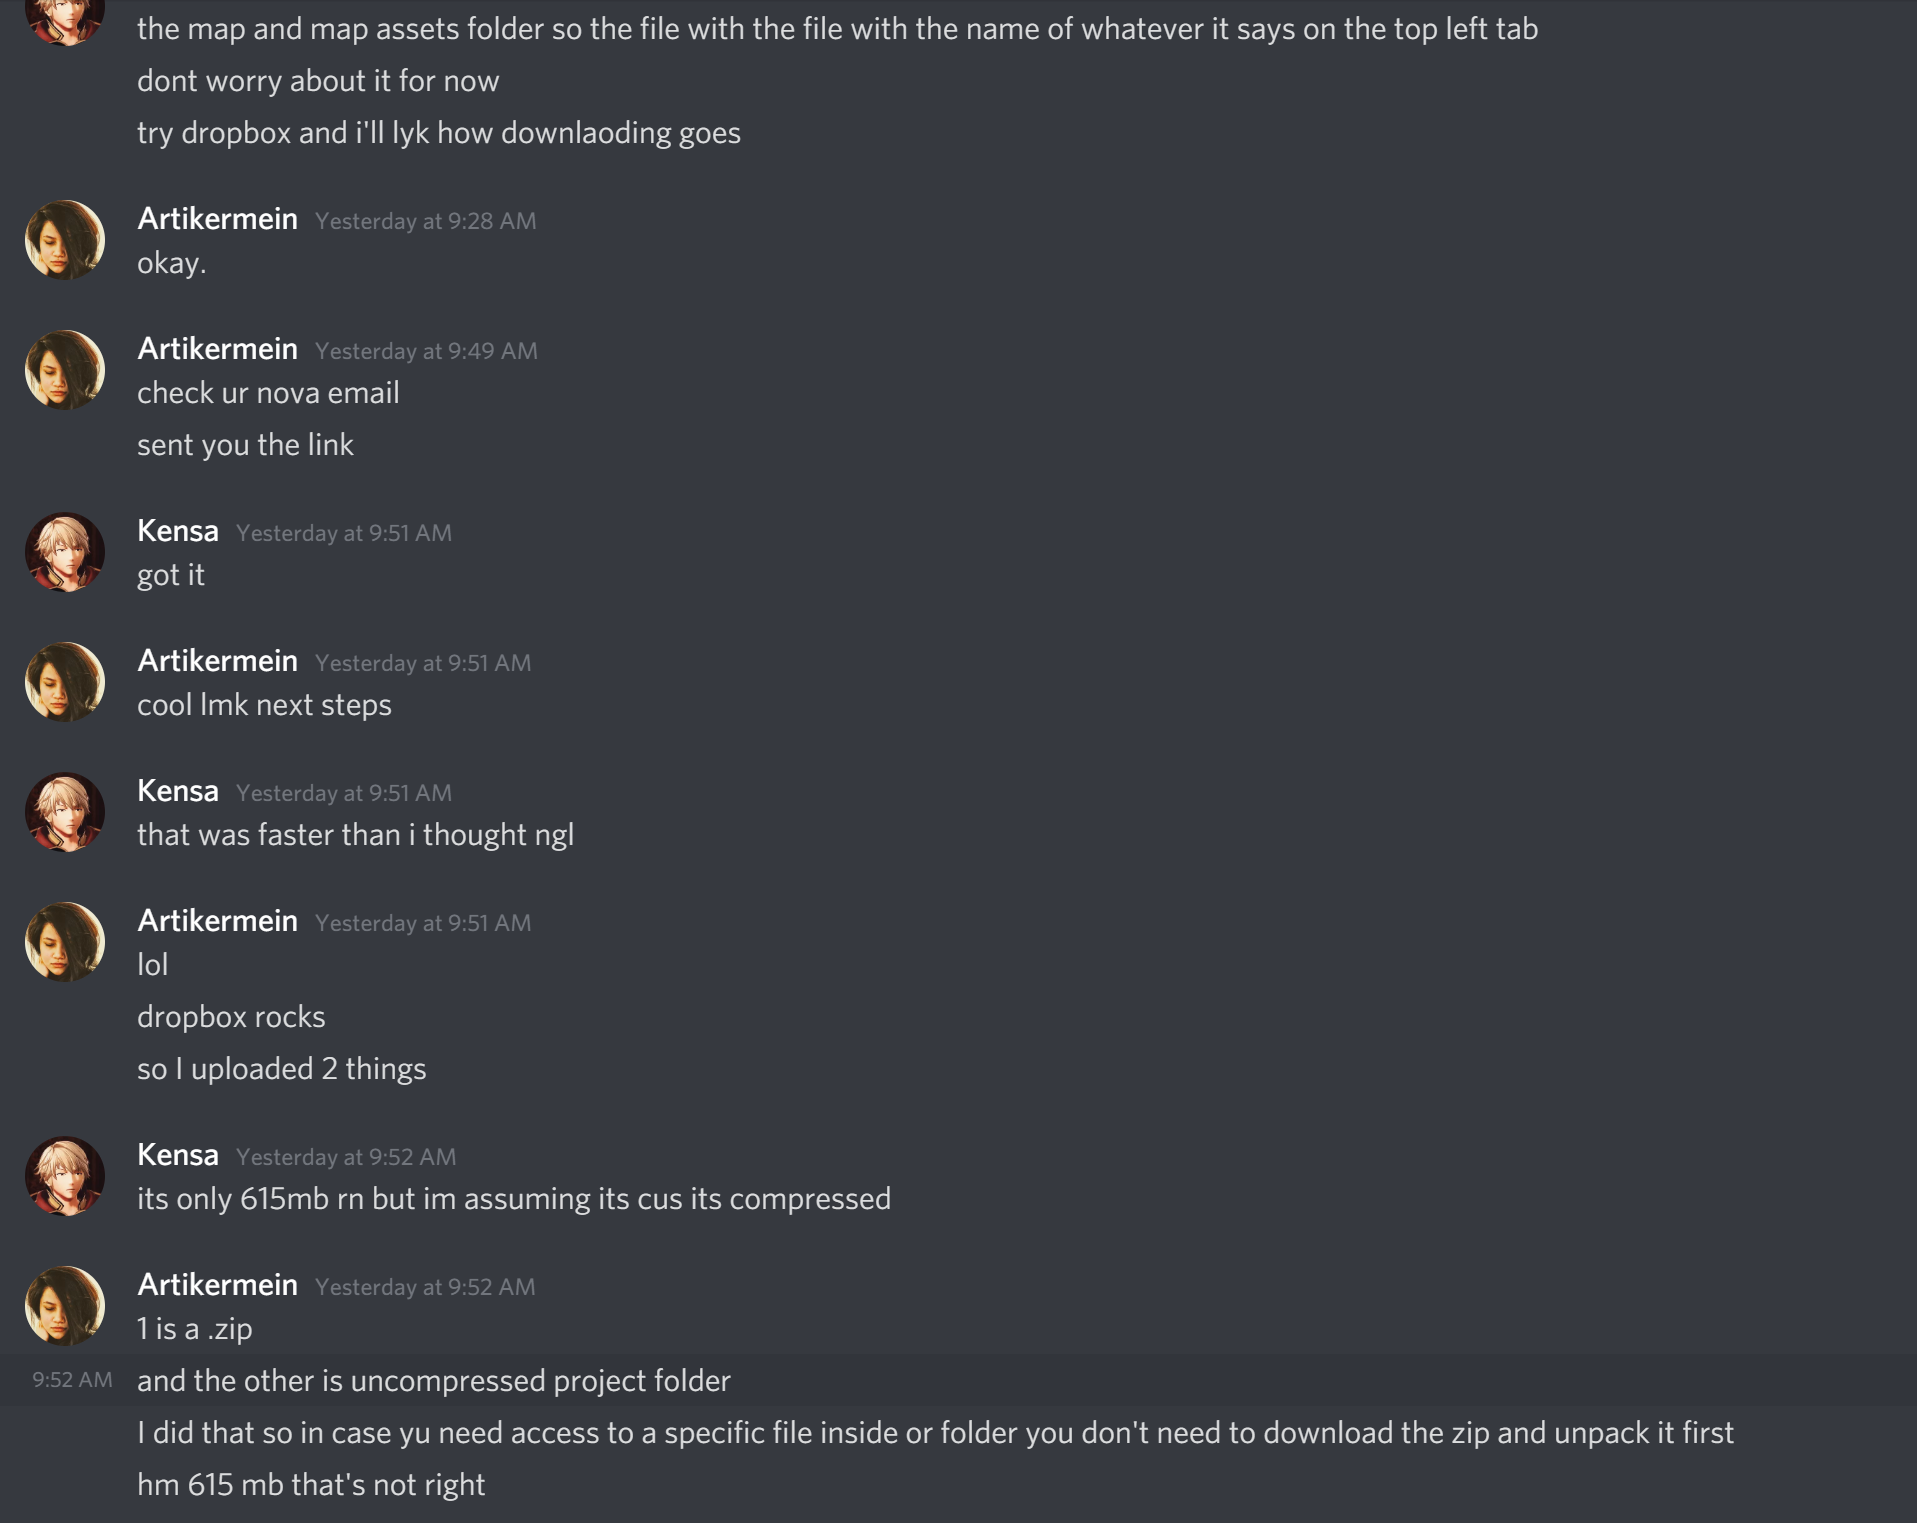 the map and map assets folder so the file with the file with the name of whatever it says on the top left tab
dont worry about it for now
try dropbox and i'll lyk how downlaoding goes
Artikermein Yesterday at 9:28 AM
okay.
Artikermein Yesterday at 9:49 AM
check ur nova email
sent you the link
Kensa Yesterday at 9:51 AM
got it
Artikermein Yesterday at 9:51 AM
cool lmk next steps
Kensa Yesterday at 9:51 AM
that was faster than i thought ngl
Artikermein Yesterday at 9:51 AM
lol
dropbox rocks
so I uploaded 2 things
Kensa Yesterday at 9:52 AM
its only 615mb rn but im assuming its cus its compressed
Artikermein Yesterday at 9:52 AM
1 is a .zip
9:52 AM and the other is uncompressed project folder
I did that so in case yu need access to a specific file inside or folder you don't need to download the zip and unpack it first
hm 615 mb that's not right